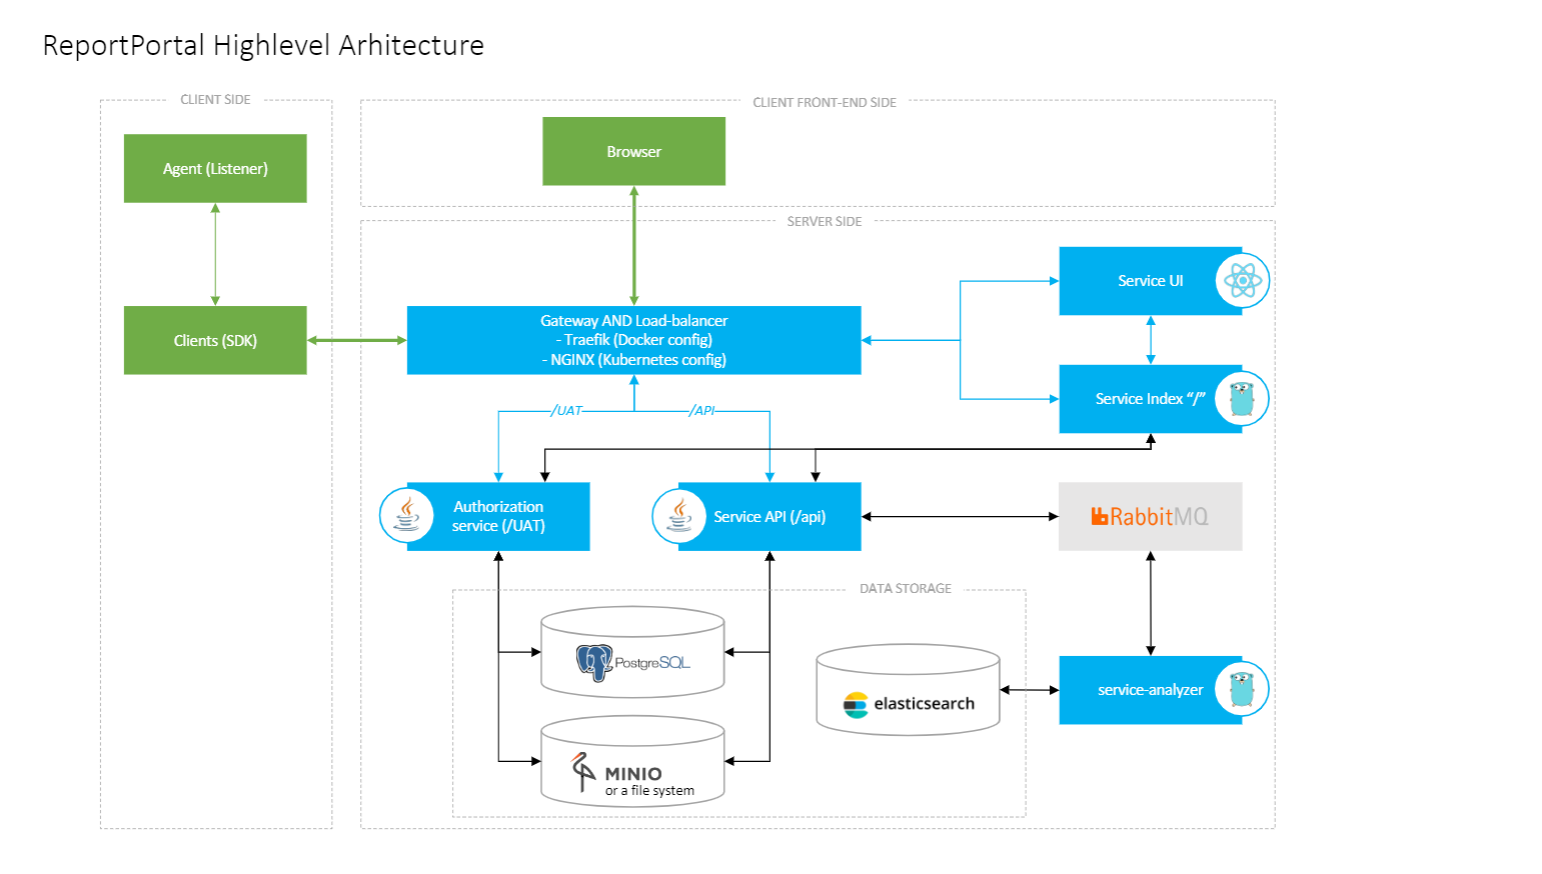 ReportPortal Highlevel Arhitecture
CLIENT SIDE
CLIENT FRONT-END SIDE
Agent (Listener)
Browser
SERVER SIDE
Service UI
Clients (SDK)
Gateway AND Load-balancer
- Traefik (Docker config)
- NGINX (Kubernetes config)
Service Index “/”
/UAT
/API
Authorization
service (/UAT)
Service API (/api)
RabbitMQ
DATA STORAGE
PostgreSQL
elasticsearch
service-analyzer
MINIO
or a file system